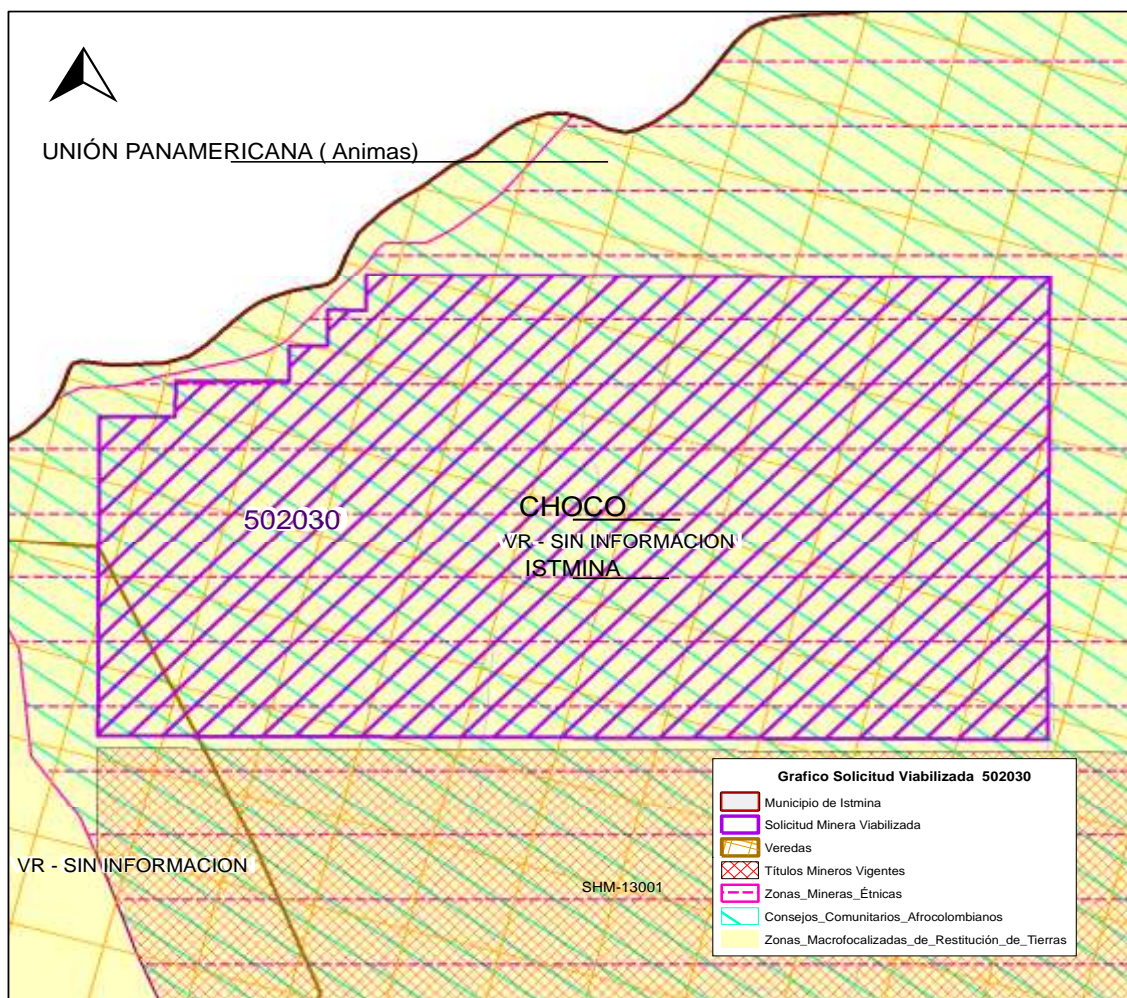 UNIÓN PANAMERICANA ( Animas)
502030
CHOCO
VR - SIN INFORMACION
ISTMINA
VR - SIN INFORMACION
SHM-13001
Grafico Solicitud Viabilizada 502030
Municipio de Istmina
Solicitud Minera Viabilizada
Veredas
Títulos Mineros Vigentes
Zonas_Mineras_Étnicas
Consejos_Comunitarios_Afrocolombianos
Zonas_Macrofocalizadas_de_Restitución_de_Tierras